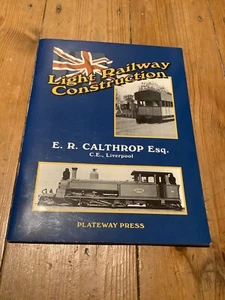 Light Railway
Construction
E. R. CALTHROP Esq.
C.E., Liverpool
PLATEWAY PRESS